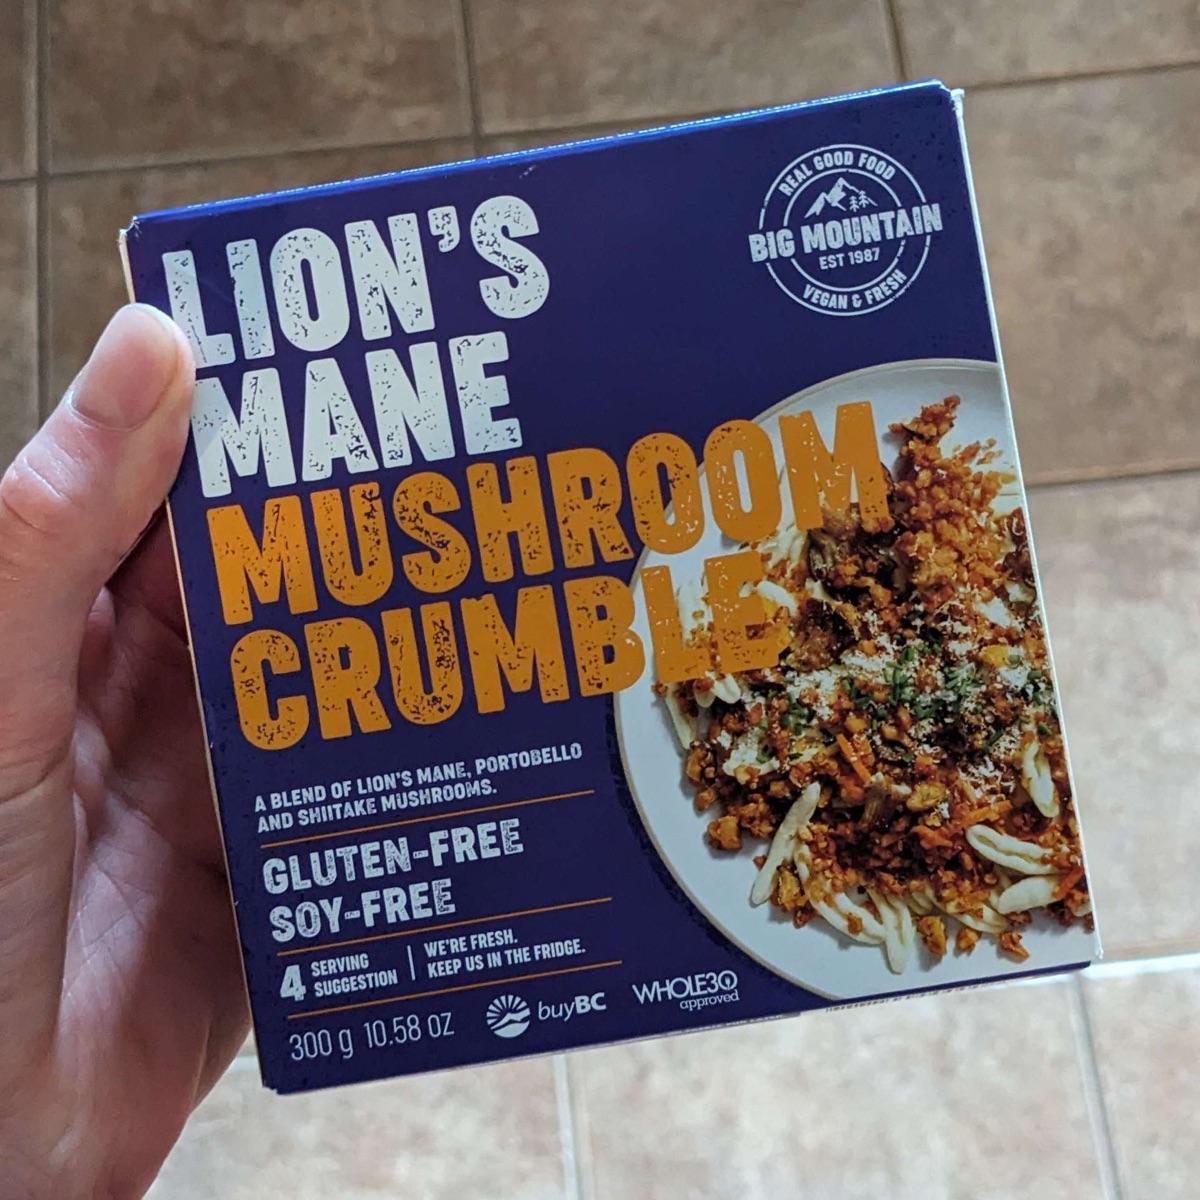 LION'S
MANE
MUSHROOM
CRUMBLE
REAL GOOD FOOD
BIG MOUNTAIN
EST 1987
VEGAN & FRESH
A BLEND OF LION'S MANE, PORTOBELLO
AND SHIITAKE MUSHROOMS.
GLUTEN-FREE
SOY-FREE
4 SERVING
SUGGESTION
WE'RE FRESH.
KEEP US IN THE FRIDGE.
300 g 10.58 OZ
buyBC
WHOLE30
approved